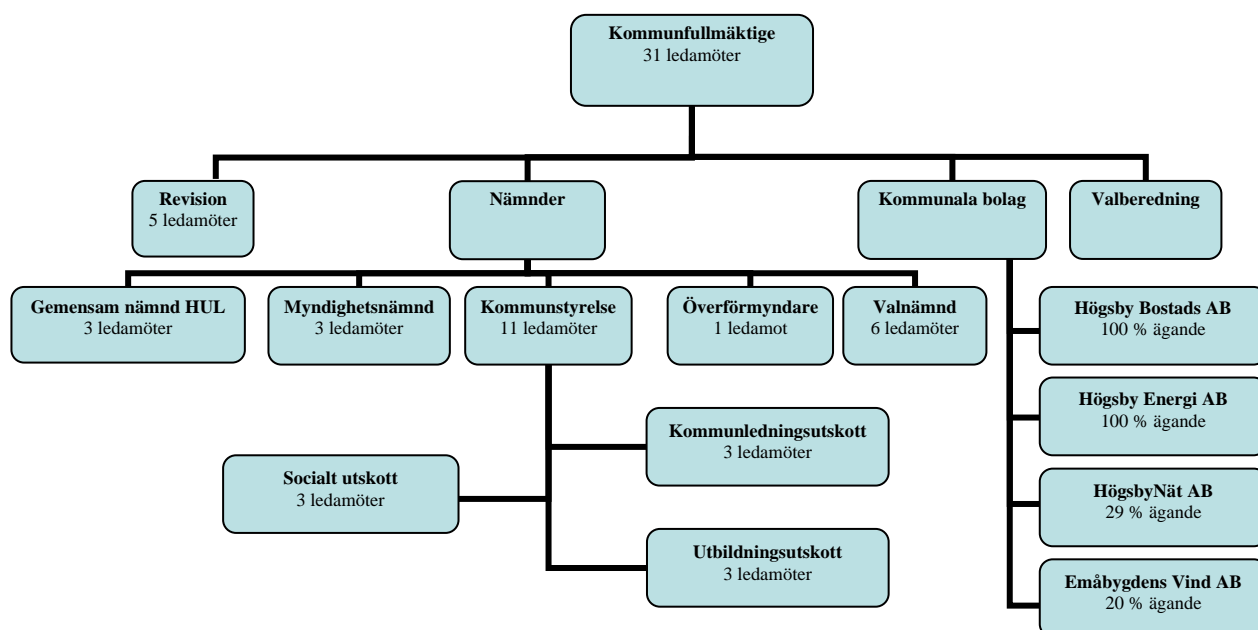 Kommunfullmäktige
31 ledamöter
Revision
5 ledamöter
Nämnder
Kommunala bolag
Valberedning
Gemensam nämnd HUL
3 ledamöter
Myndighetsnämnd
3 ledamöter
Kommunstyrelse
11 ledamöter
Överförmyndare
1 ledamot
Valnämnd
6 ledamöter
Högsby Bostads AB
100 % ägande
Högsby Energi AB
100 % ägande
Kommunledningsutskott
3 ledamöter
Socialt utskott
3 ledamöter
HögsbyNät AB
29 % ägande
Utbildningsutskott
3 ledamöter
Emåbygdens Vind AB
20 % ägande